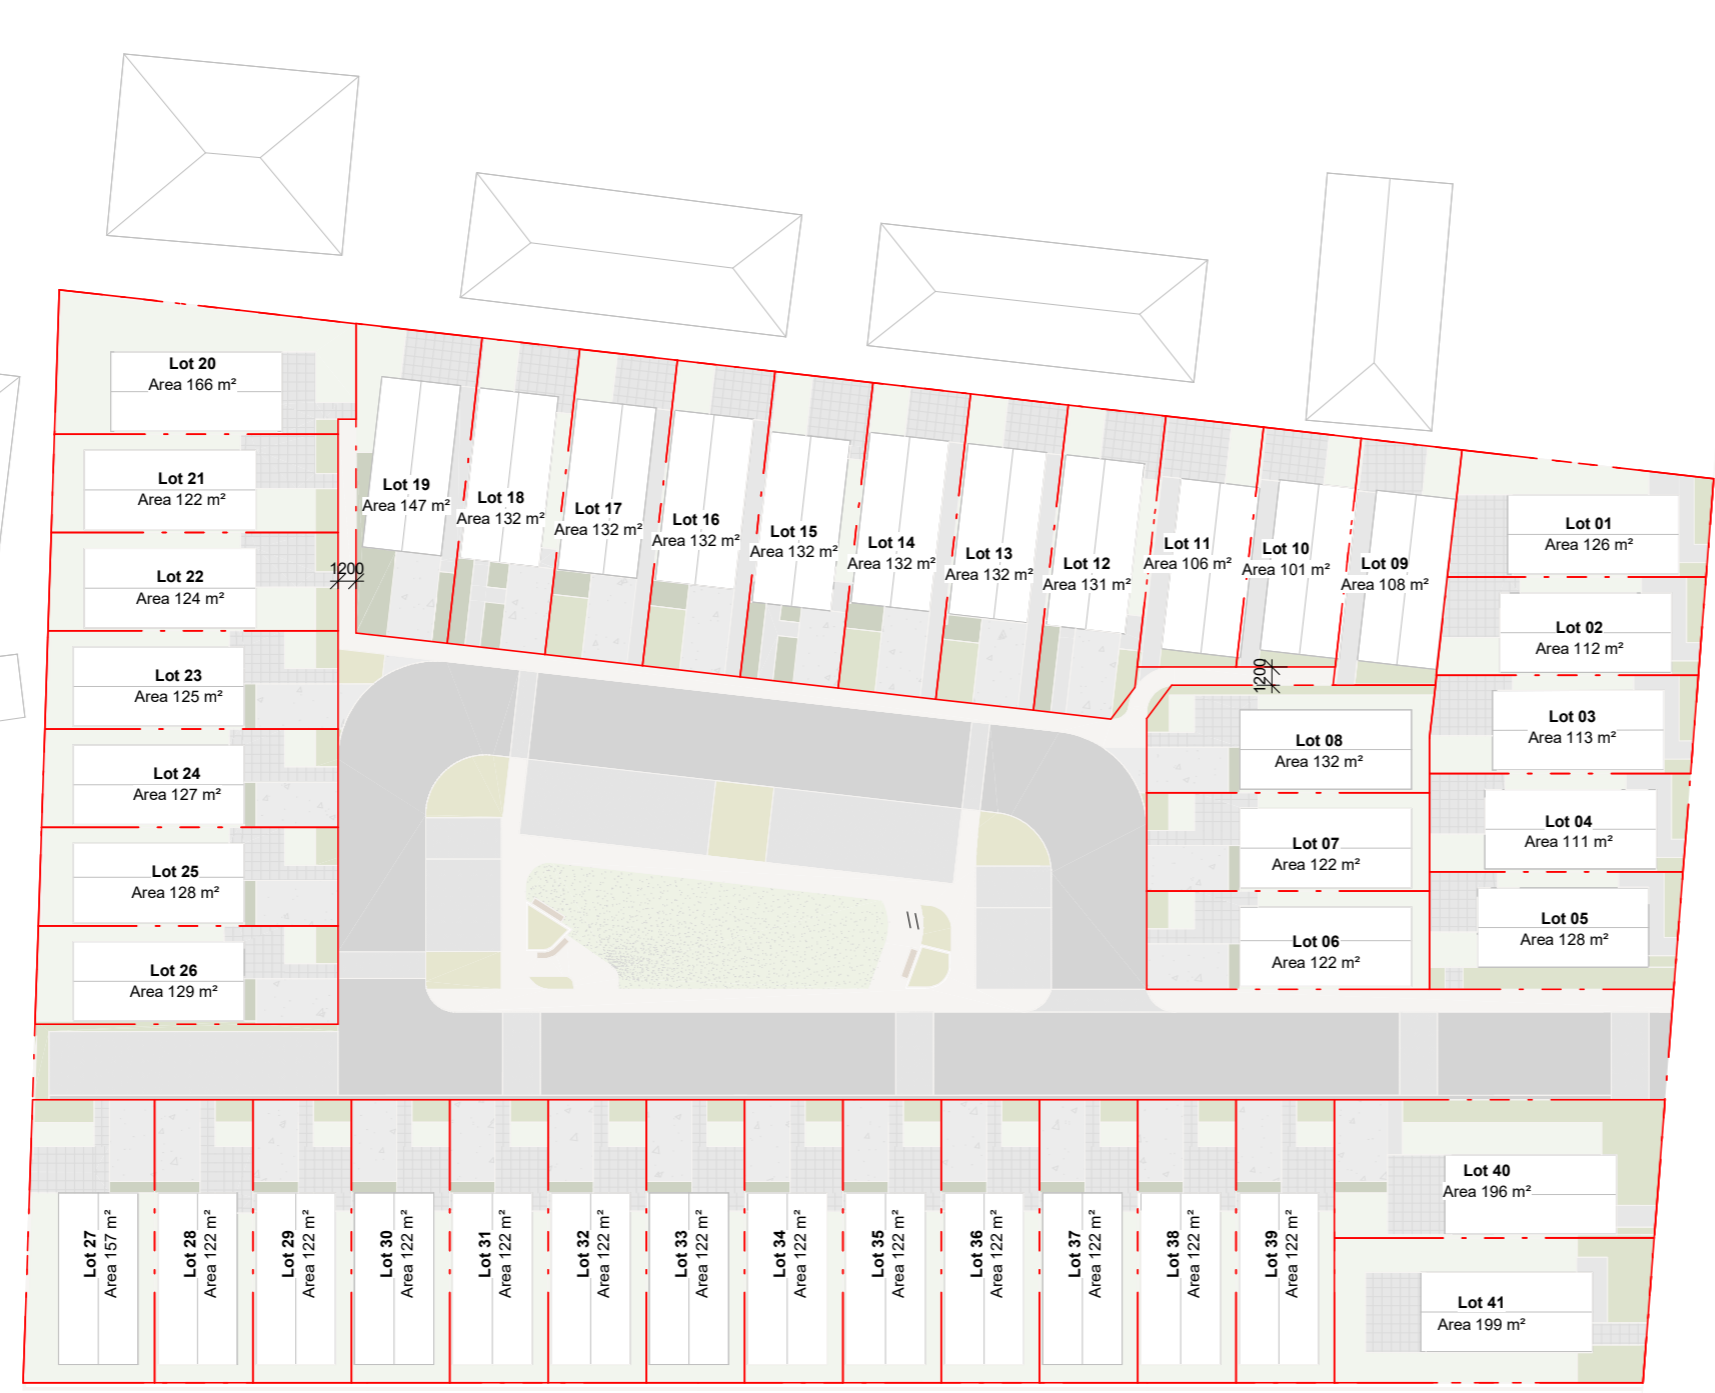 Lot 20
Area 166 m²
Lot 21
Area 122 m²
Lot 22
Area 124 m²
Lot 23
Area 125 m²
Lot 24
Area 127 m²
Lot 25
Area 128 m²
Lot 26
Area 129 m²
1200
Lot 19
Area 147 m²
Lot 18
Area 132 m²
Lot 17
Area 132 m²
Lot 16
Area 132 m²
Lot 15
Area 132 m²
Lot 14
Area 132 m²
Lot 13
Area 132 m²
Lot 12
Area 131 m²
Lot 11
Area 106 m²
Lot 10
Area 101 m²
Lot 09
Area 108 m²
1200
Lot 01
Area 126 m²
Lot 02
Area 112 m²
Lot 03
Area 113 m²
Lot 04
Area 111 m²
Lot 05
Area 128 m²
Lot 08
Area 132 m²
Lot 07
Area 122 m²
Lot 06
Area 122 m²
Lot 27
Area 157 m²
Lot 28
Area 122 m²
Lot 29
Area 122 m²
Lot 30
Area 122 m²
Lot 31
Area 122 m²
Lot 32
Area 122 m²
Lot 33
Area 122 m²
Lot 34
Area 122 m²
Lot 35
Area 122 m²
Lot 36
Area 122 m²
Lot 37
Area 122 m²
Lot 38
Area 122 m²
Lot 39
Area 122 m²
Lot 40
Area 196 m²
Lot 41
Area 199 m²